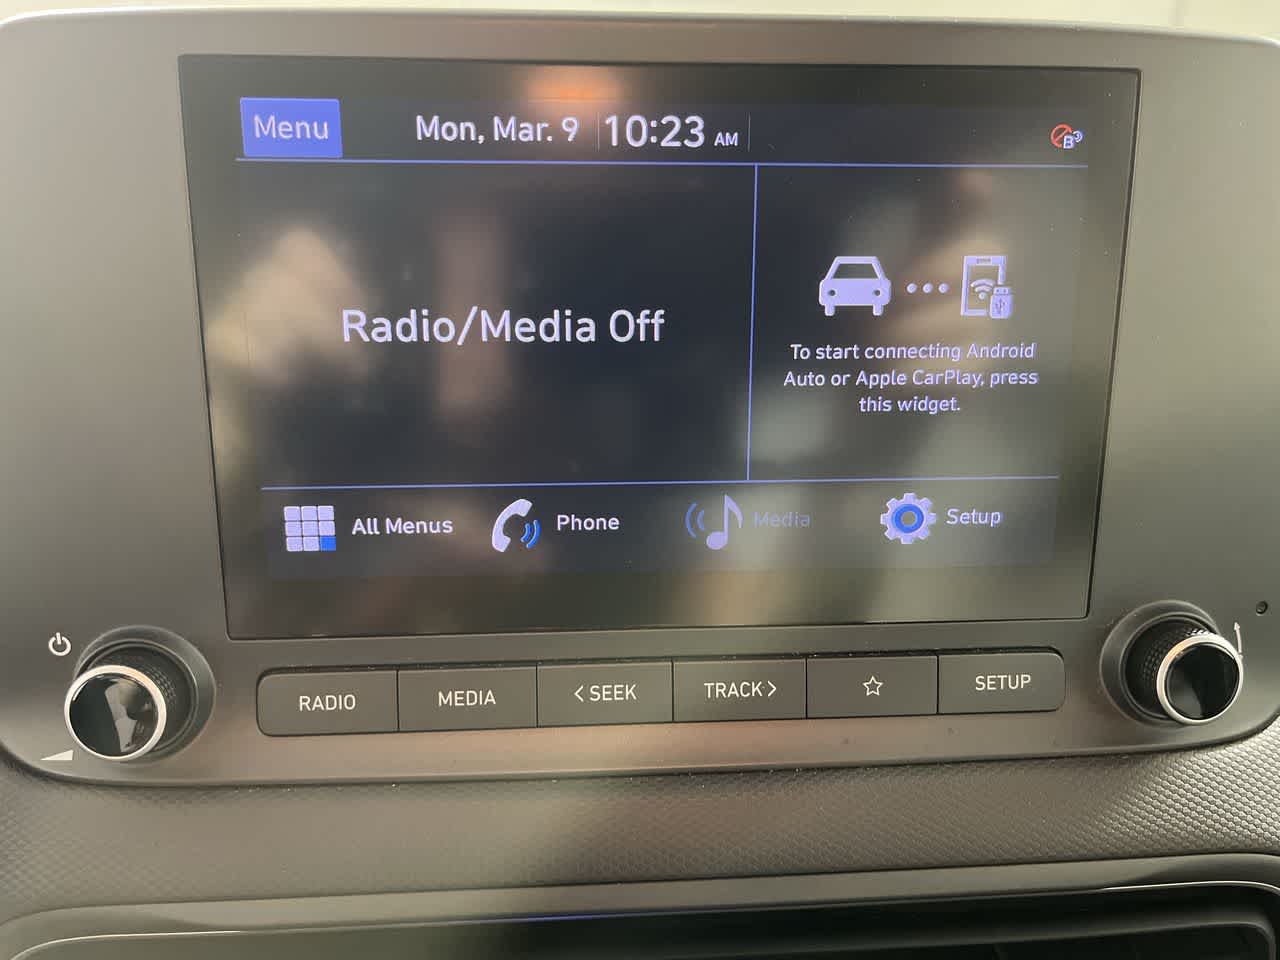 Menu
Mon, Mar. 9
10:23 AM
B
Radio/Media Off
To start connecting Android
Auto or Apple CarPlay, press
this widget.
All Menus
Phone
Media
Setup
RADIO
MEDIA
< SEEK
TRACK >
SETUP